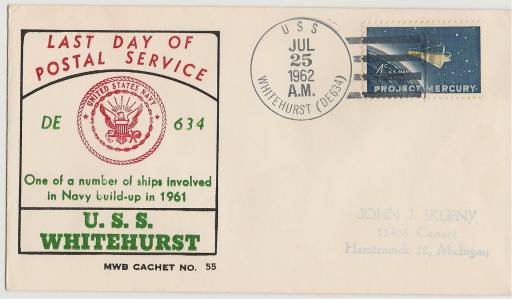 LAST DAY OF
POSTAL SERVICE
UNITED STATES NAVY
DE 634
One of a number of ships involved
in Navy build-up in 1961
U. S. S.
WHITEHURST
MWB CACHET NO. 55
USS
JUL
25
1962
A.M.
WHITEHURST (DE634)
4¢ U.S. MAN
PROJECT MERCURY
JOHN J.
Conant
Hamtramck 12, Michigan